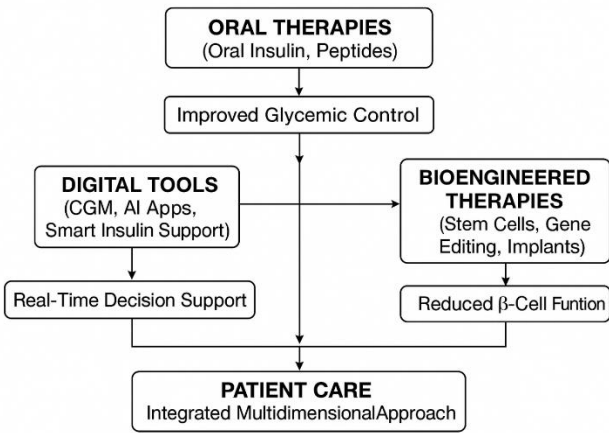 ORAL THERAPIES
(Oral Insulin, Peptides)
Improved Glycemic Control
DIGITAL TOOLS
(CGM, AI Apps,
Smart Insulin Support)
BIOENGINEERED
THERAPIES
(Stem Cells, Gene
Editing, Implants)
Real-Time Decision Support
Reduced β-Cell Funtion
PATIENT CARE
Integrated MultidimensionalApproach